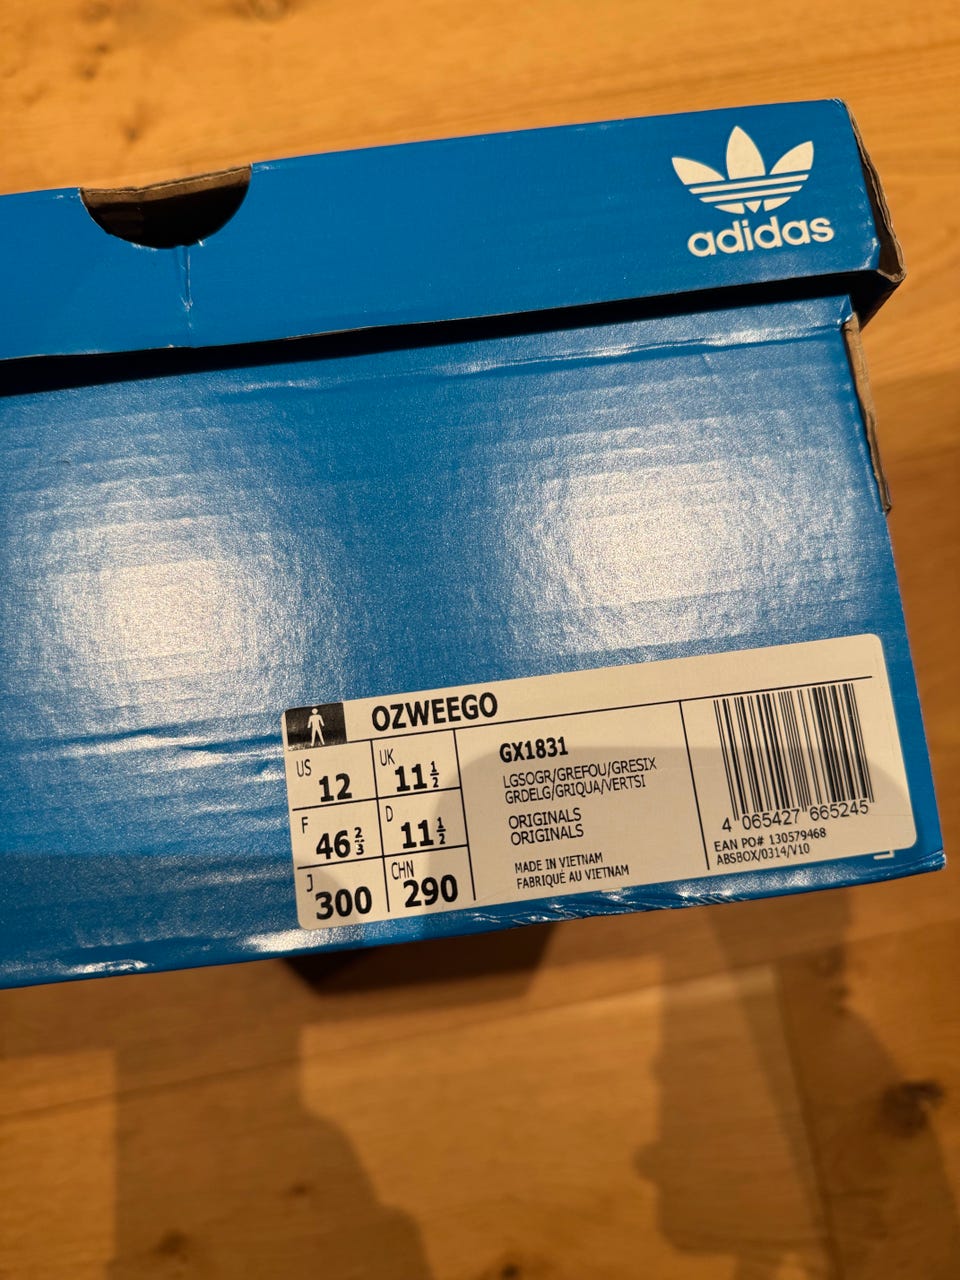 adidas
OZWEEGO
US 12 UK 11 1/2
F 46 2/3 D 11 1/2
J 300 CHN 290
GX1831
LGSOGR/GREFOU/GRESIX
GRDELG/GRIQUA/VERTSI
ORIGINALS
ORIGINALS
MADE IN VIETNAM
FABRIQUÉ AU VIETNAM
4 065427 665245
EAN PO# 130579468
ABSBOX/0314/V10